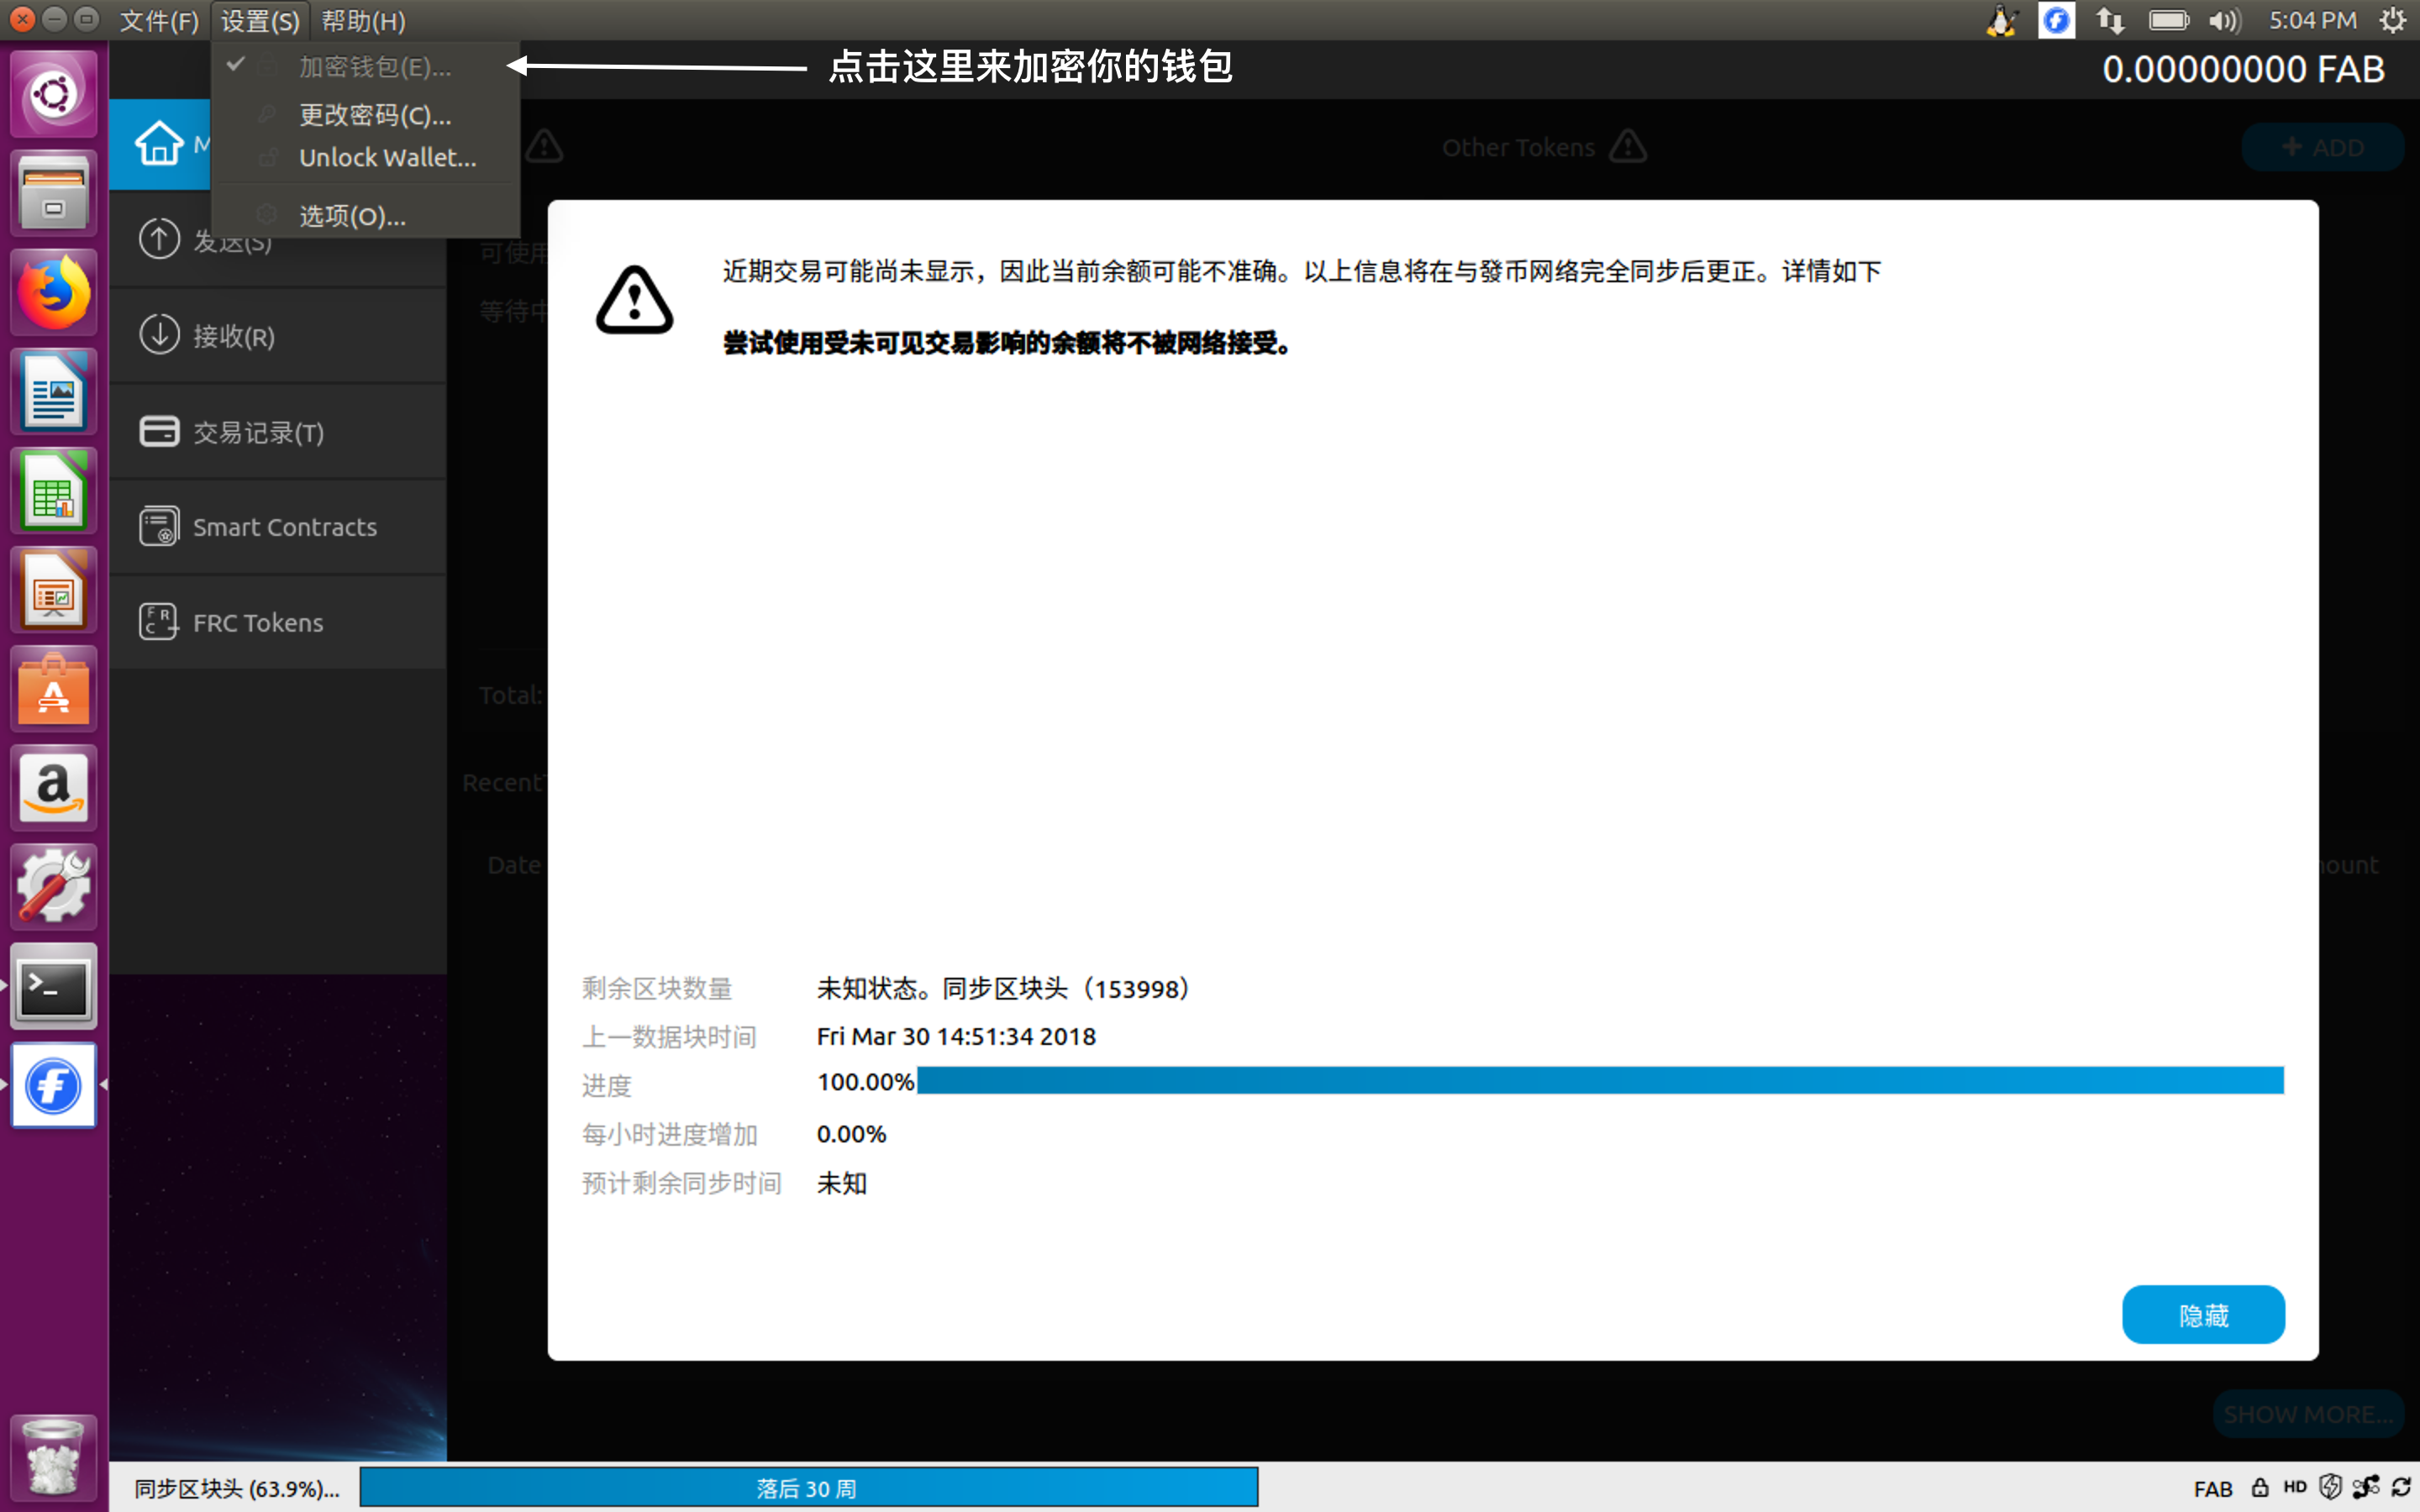 文件(F) 设置(S) 帮助(H)
5:04 PM
加密钱包(E)...
点击这里来加密你的钱包
0.00000000 FAB
更改密码(C)...
Unlock Wallet...
选项(O)...
M
Other Tokens
+ ADD
发送(S)
可使用
等待中
接收(R)
交易记录(T)
Smart Contracts
FRC
FRC Tokens
近期交易可能尚未显示，因此当前余额可能不准确。以上信息将在与發币网络完全同步后更正。详情如下
尝试使用受未可见交易影响的余额将不被网络接受。
Total:
Recent
Date
ount
剩余区块数量 未知状态。同步区块头（153998）
上一数据块时间 Fri Mar 30 14:51:34 2018
进度 100.00%
每小时进度增加 0.00%
预计剩余同步时间 未知
隐藏
SHOW MORE...
同步区块头 (63.9%)...
落后 30 周
FAB HD